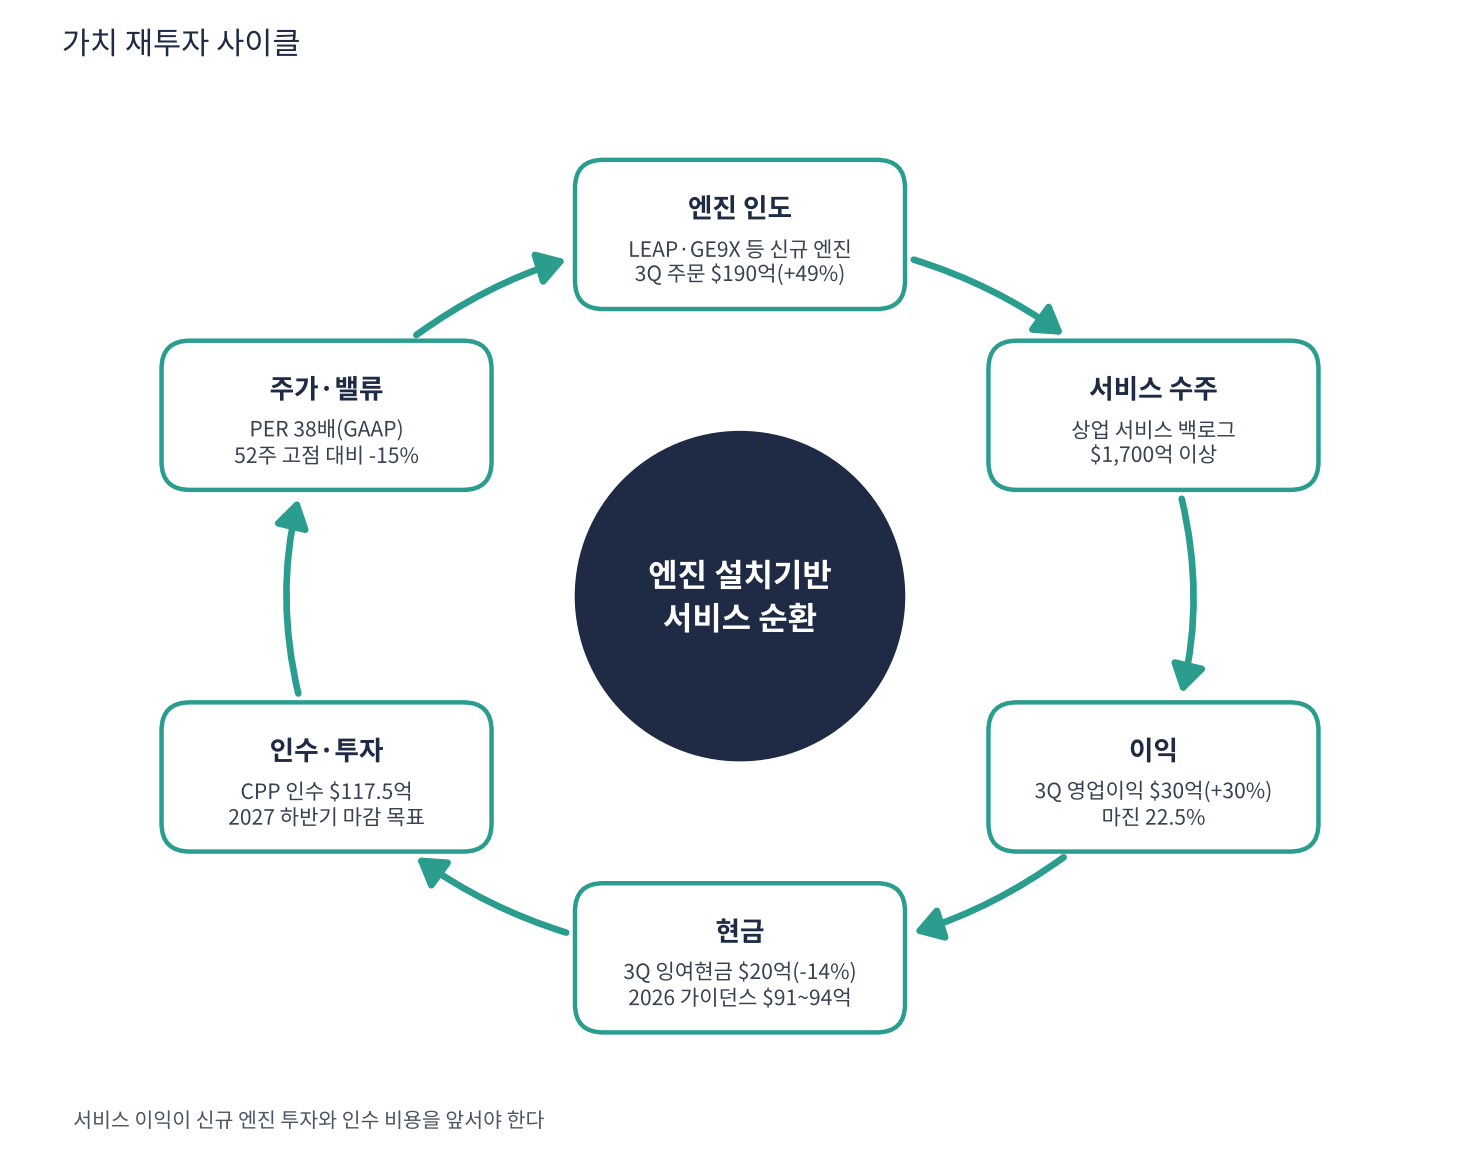 가치 재투자 사이클
엔진 인도
LEAP·GE9X 등 신규 엔진
3Q 주문 $190억(+49%)
서비스 수주
상업 서비스 백로그
$1,700억 이상
이익
3Q 영업이익 $30억(+30%)
마진 22.5%
현금
3Q 잉여현금 $20억(-14%)
2026 가이던스 $91~94억
인수·투자
CPP 인수 $117.5억
2027 하반기 마감 목표
주가·밸류
PER 38배(GAAP)
52주 고점 대비 -15%
엔진 설치기반
서비스 순환
서비스 이익이 신규 엔진 투자와 인수 비용을 앞서야 한다